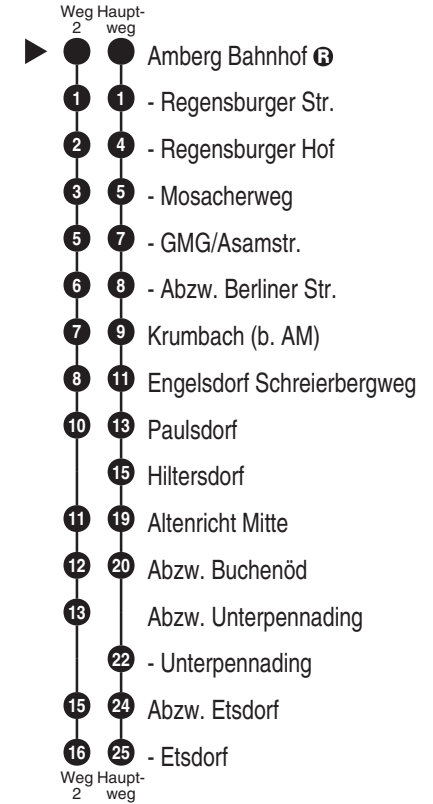 Weg Haupt-
2 weg
Amberg Bahnhof R
1 1 - Regensburger Str.
2 4 - Regensburger Hof
3 5 - Mosacherweg
5 7 - GMG/Asamstr.
6 8 - Abzw. Berliner Str.
7 9 Krumbach (b. AM)
8 11 Engelsdorf Schreierbergweg
10 13 Paulsdorf
15 Hiltersdorf
11 19 Altenricht Mitte
12 20 Abzw. Buchenöd
13 Abzw. Unterpennading
22 - Unterpennading
15 24 Abzw. Etsdorf
16 25 - Etsdorf
Weg Haupt-
2 weg